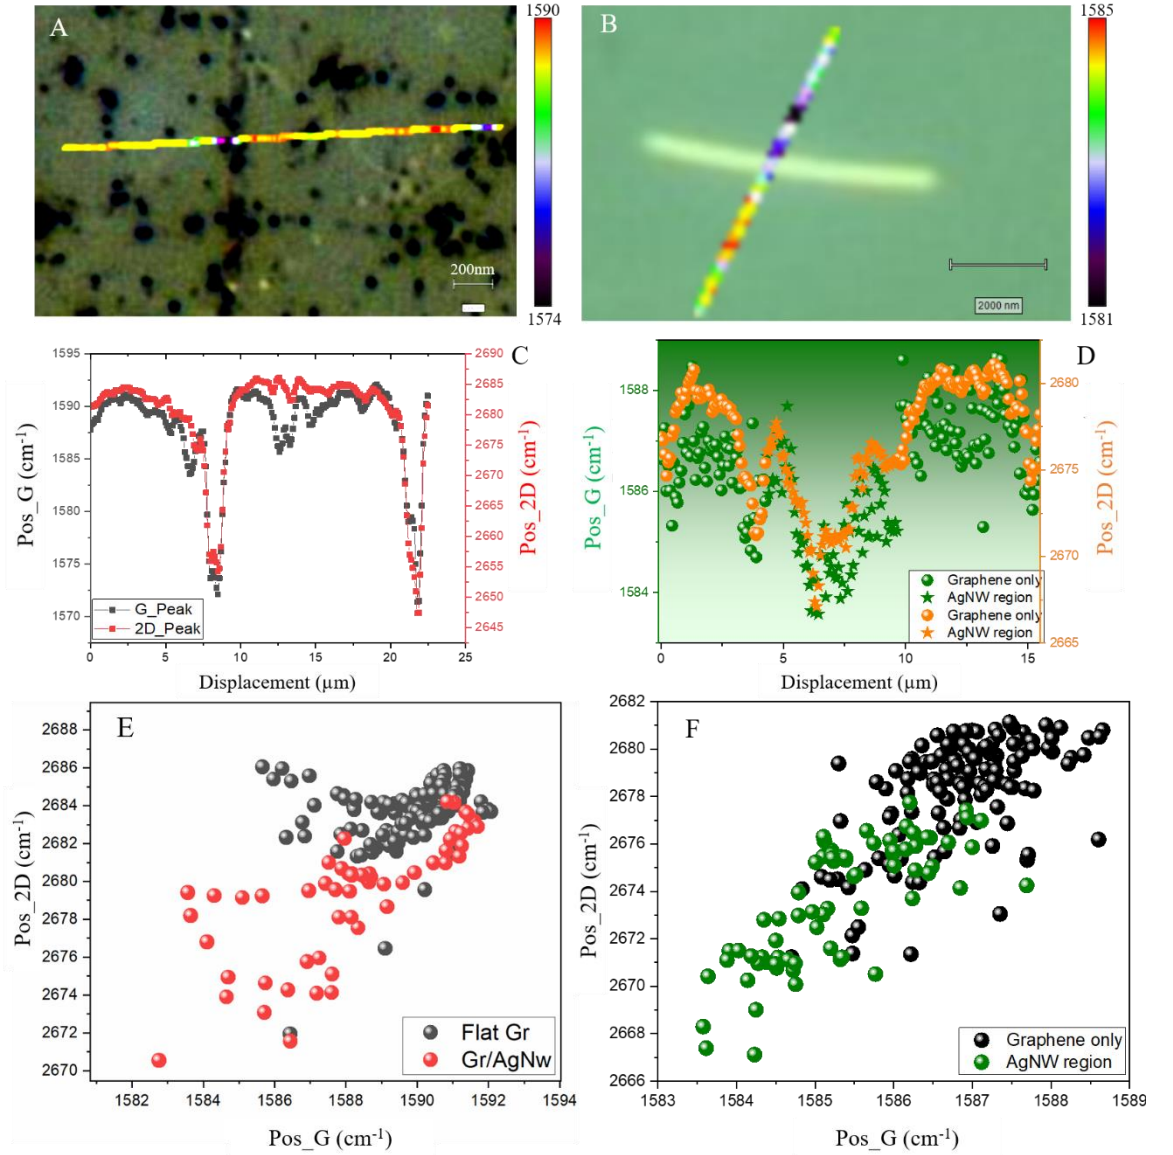 A
1590
1574
200nm
B
1585
1581
2000 nm
C
1595
1590
1585
1580
1575
1570
Pos_G (cm⁻¹)
2690
2685
2680
2675
2670
2665
2660
2655
2650
2645
Pos_2D (cm⁻¹)
G_Peak
2D_Peak
0 5 10 15 20 25
Displacement (µm)
D
1588
1586
1584
Pos_G (cm⁻¹)
2680
2675
2670
2665
Pos_2D (cm⁻¹)
Graphene only
AgNW region
Graphene only
AgNW region
0 5 10 15
Displacement (µm)
E
2688
2686
2684
2682
2680
2678
2676
2674
2672
2670
Pos_2D (cm⁻¹)
Flat Gr
Gr/AgNw
1582 1584 1586 1588 1590 1592 1594
Pos_G (cm⁻¹)
F
2682
2680
2678
2676
2674
2672
2670
2668
2666
Pos_2D (cm⁻¹)
Graphene only
AgNW region
1583 1584 1585 1586 1587 1588 1589
Pos_G (cm⁻¹)